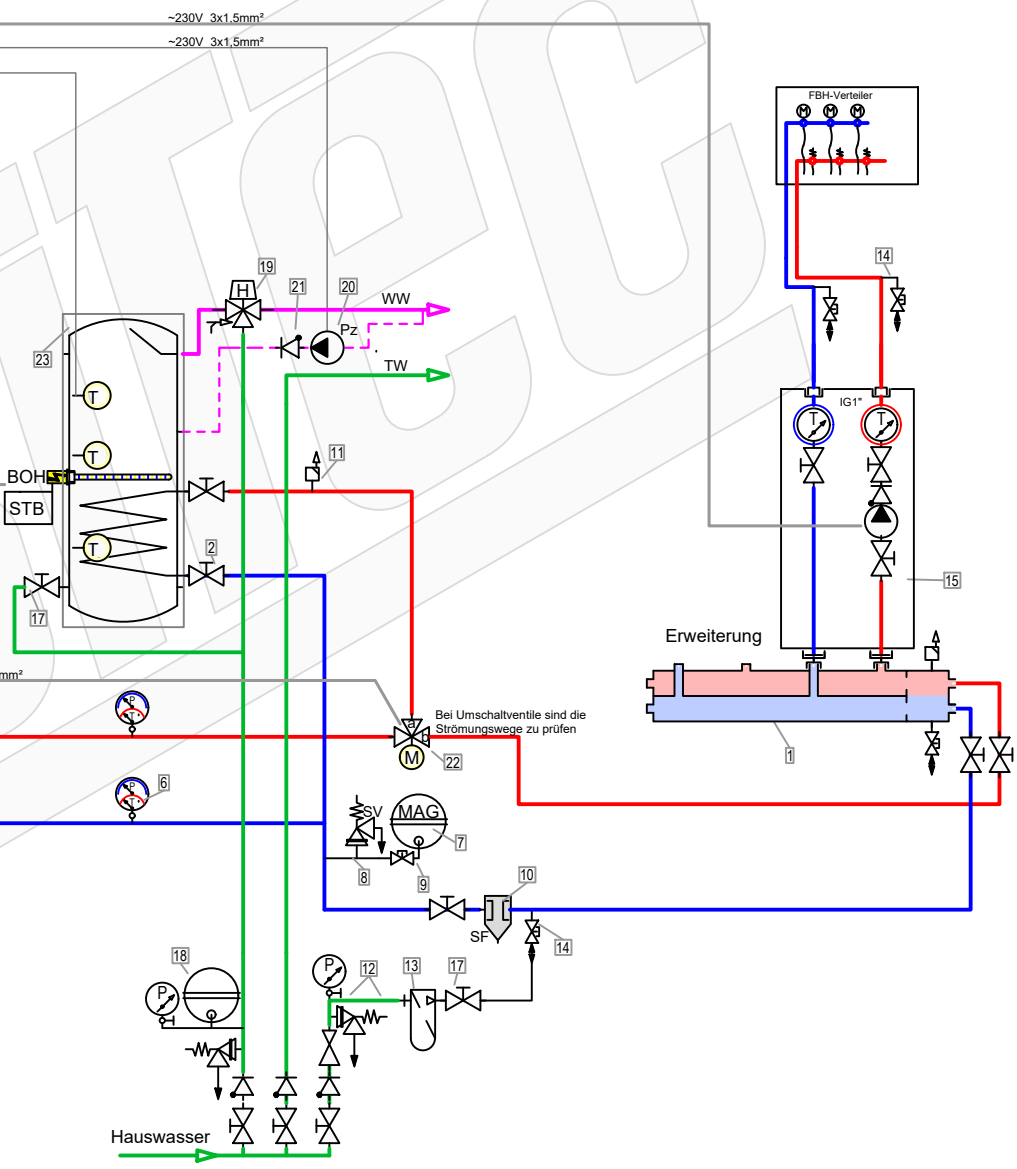 ~230V 3x1,5mm²
~230V 3x1,5mm²
FBH-Verteiler
M M M
14
19
H
21
20
WW
Pz
23
TW
T
IG1"
T
T
11
T
BOH
STB
2
T
17
15
Erweiterung
mm²
P
T
a
b
M
Bei Umschaltventile sind die
Strömungswege zu prüfen
22
1
P
T
6
SV
MAG
7
8
9
10
SF
14
18
P
P
12
13
17
Hauswasser